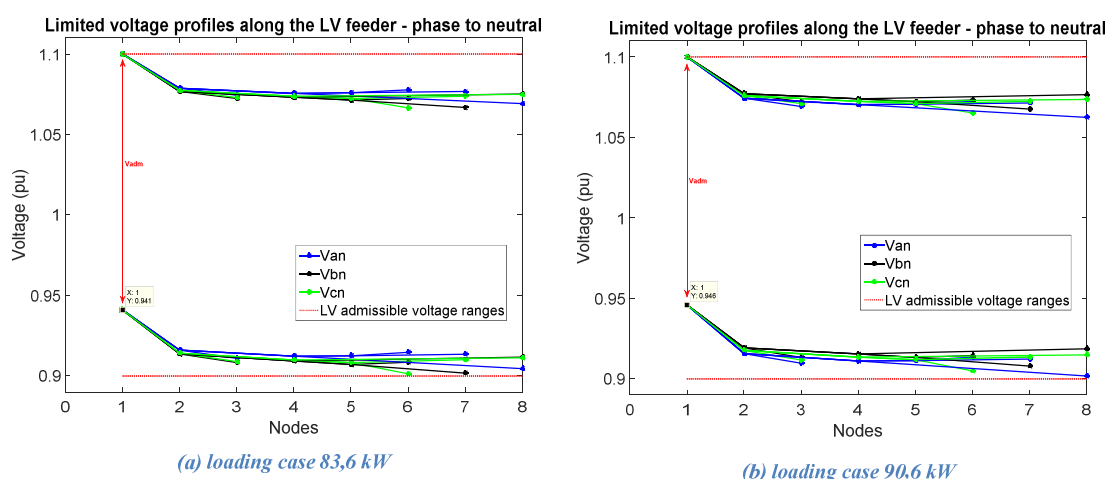 Limited voltage profiles along the LV feeder - phase to neutral
1.1
1.05
1
0.95
0.9
Voltage (pu)
Vadm
X: 1
Y: 0.941
Van
Vbn
Vcn
LV admissible voltage ranges
0 1 2 3 4 5 6 7 8
Nodes
(a) loading case 83,6 kW
Limited voltage profiles along the LV feeder - phase to neutral
1.1
1.05
1
0.95
0.9
Voltage (pu)
Vadm
X: 1
Y: 0.946
Van
Vbn
Vcn
LV admissible voltage ranges
0 1 2 3 4 5 6 7 8
Nodes
(b) loading case 90,6 kW